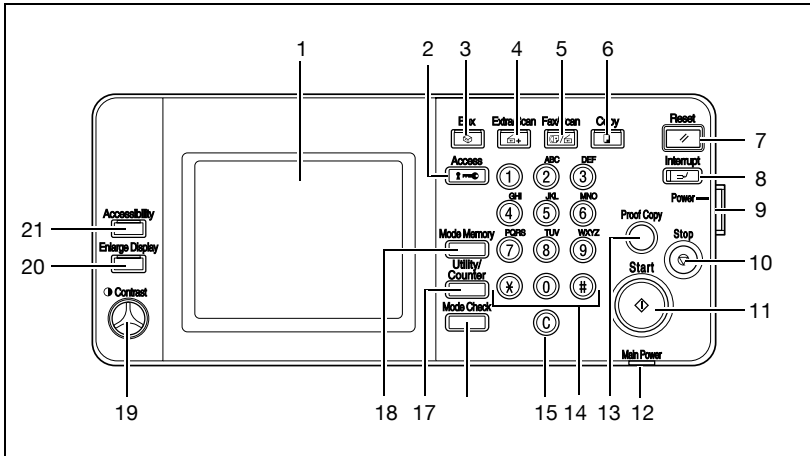 1 2 3 4 5 6
Box Extra Scan Fax/Scan Copy Reset
7
Access ABC DEF Interrupt
1 2 3
8
GHI JKL MNO Power
4 5 6
9
Accessibility
21
Mode Memory PQRS TUV WXYZ Proof Copy Stop
7 8 9
10
Enlarge Display
20
Utility/
Counter
Start
Contrast
0 #
11
Mode Check
C
Main Power
19 18 17 15 14 13 12